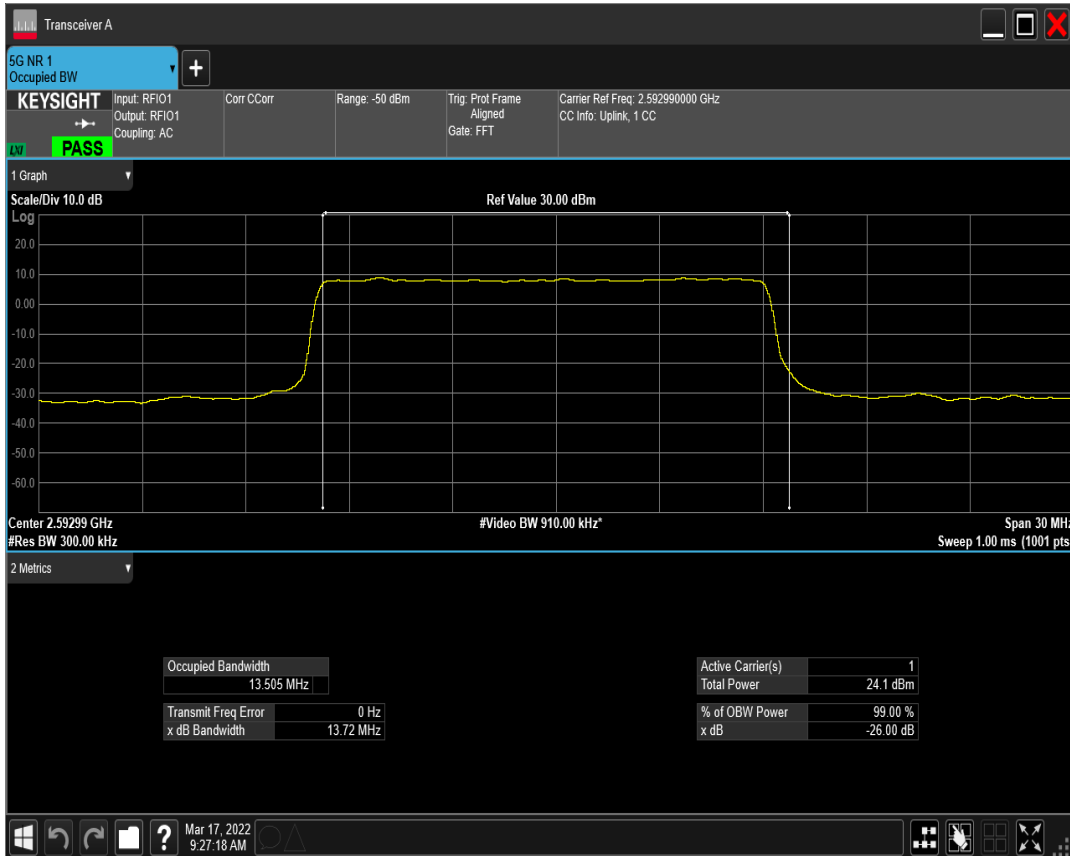 Transceiver A
5G NR 1
Occupied BW
KEYSIGHT
LXI
PASS
Input: RFIO1
Output: RFIO1
Coupling: AC
Corr CCorr
Range: -50 dBm
Trig: Prot Frame
Aligned
Gate: FFT
Carrier Ref Freq: 2.592990000 GHz
CC Info: Uplink, 1 CC
1 Graph
Scale/Div 10.0 dB
Ref Value 30.00 dBm
Log
20.0
10.0
0.00
-10.0
-20.0
-30.0
-40.0
-50.0
-60.0
Center 2.59299 GHz
#Video BW 910.00 kHz*
Span 30 MHz
#Res BW 300.00 kHz
Sweep 1.00 ms (1001 pts
2 Metrics
Occupied Bandwidth
13.505 MHz
Transmit Freq Error 0 Hz
x dB Bandwidth 13.72 MHz
Active Carrier(s) 1
Total Power 24.1 dBm
% of OBW Power 99.00 %
x dB -26.00 dB
?
Mar 17, 2022
9:27:18 AM